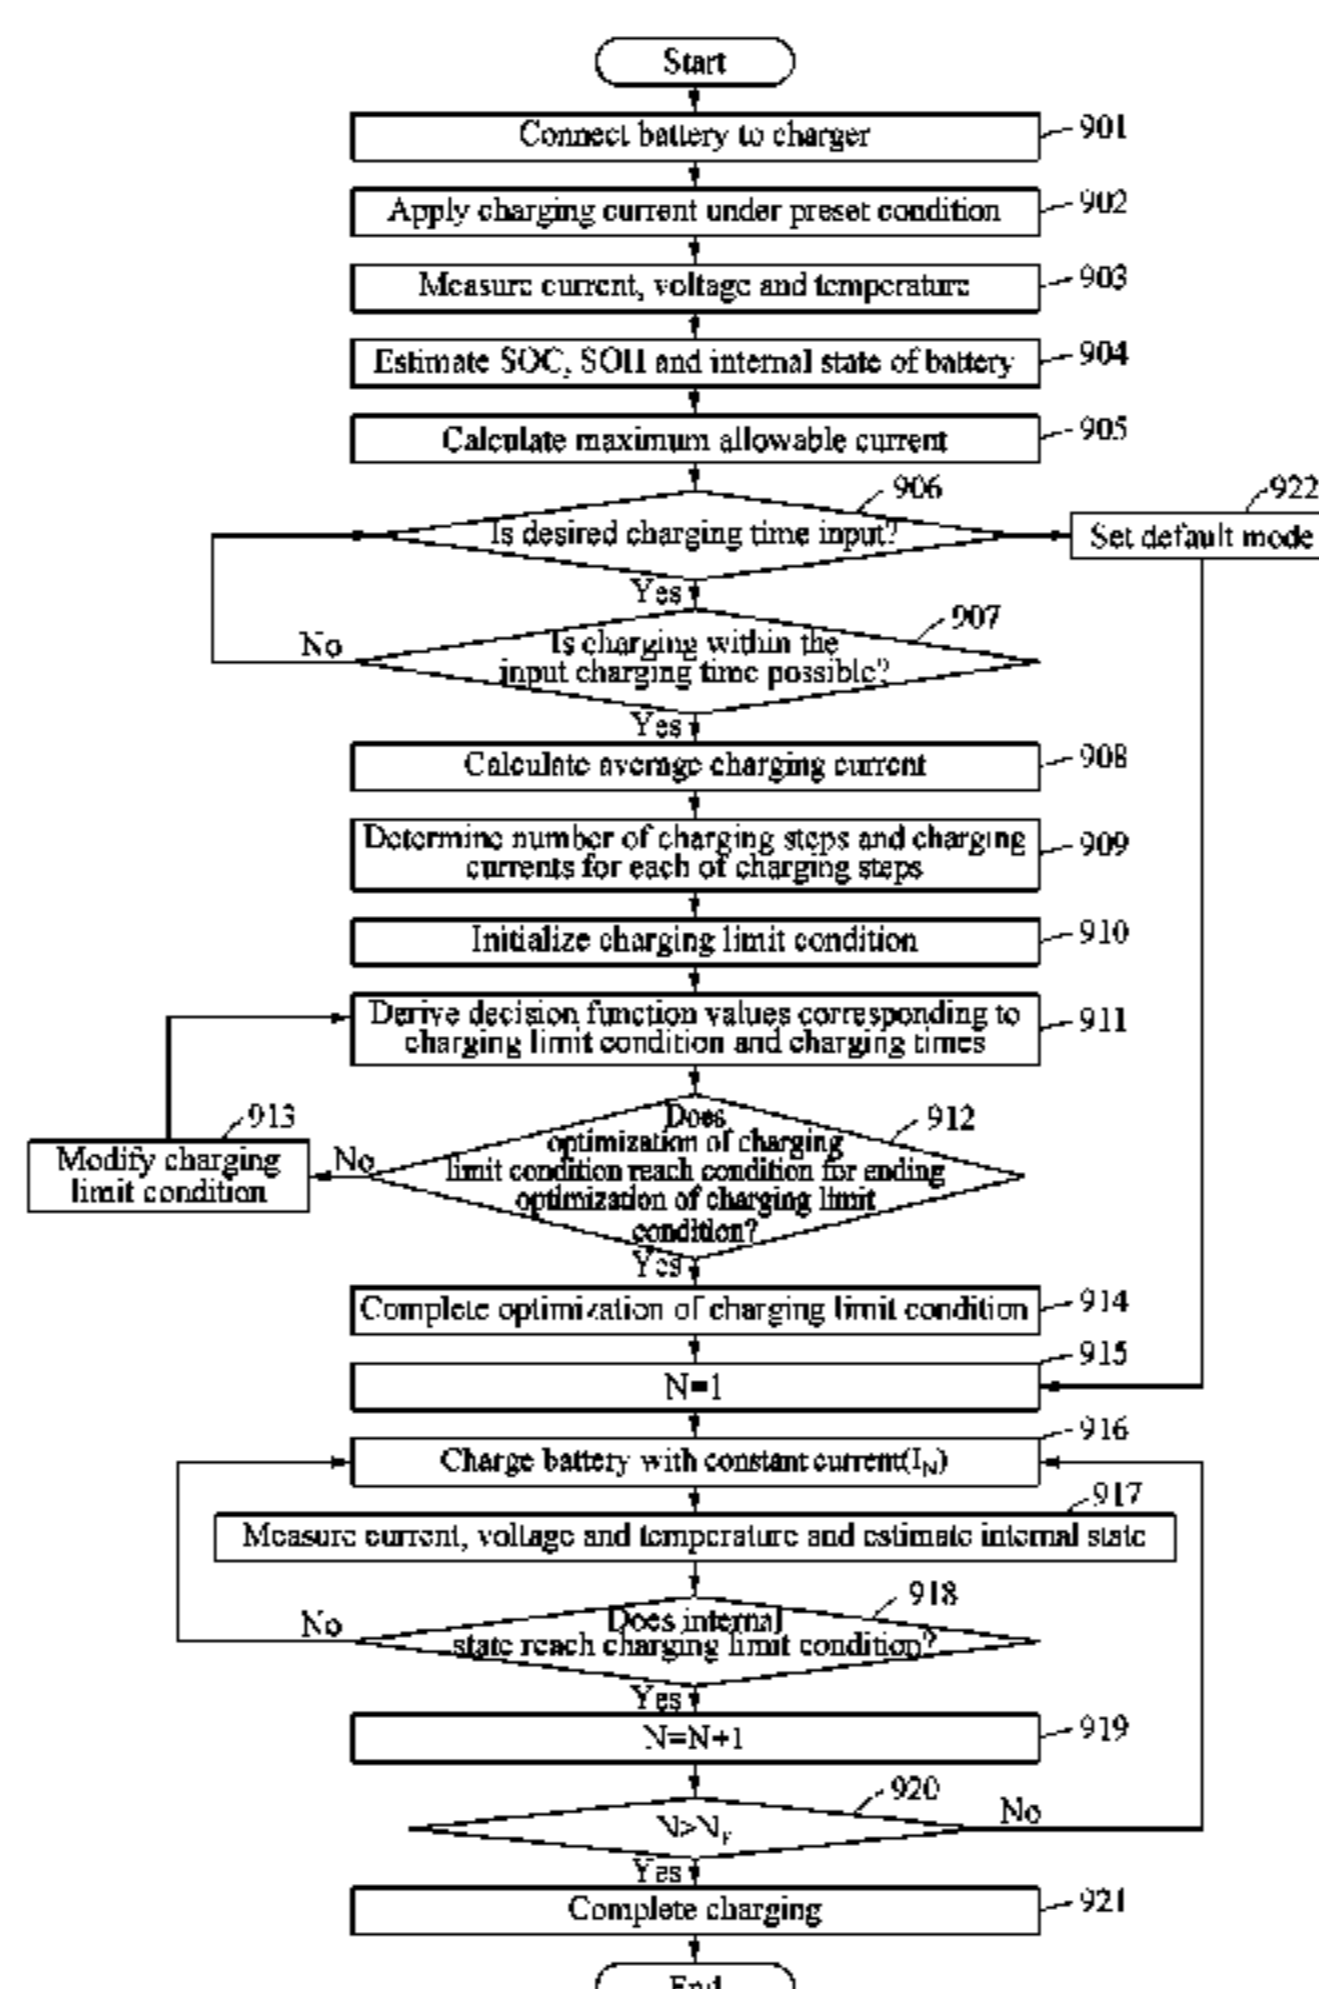 Start
Connect battery to charger
901
Apply charging current under preset condition
902
Measure current, voltage and temperature
903
Estimate SOC, SOH and internal state of battery
904
Calculate maximum allowable current
905
906
Is desired charging time input?
922
Set default mode
Yes
907
Is charging within the
input charging time possible?
No
Yes
Calculate average charging current
908
Determine number of charging steps and charging
currents for each of charging steps
909
Initialize charging limit condition
910
Derive decision function values corresponding to
charging limit condition and charging times
911
912
Does
optimization of charging
limit condition reach condition for ending
optimization of charging limit
condition?
No
913
Modify charging
limit condition
Yes
Complete optimization of charging limit condition
914
915
N=1
916
Charge battery with constant current(IN)
917
Measure current, voltage and temperature and estimate internal state
918
Does internal
state reach charging limit condition?
No
Yes
N=N+1
919
920
N>NF
No
Yes
Complete charging
921
End